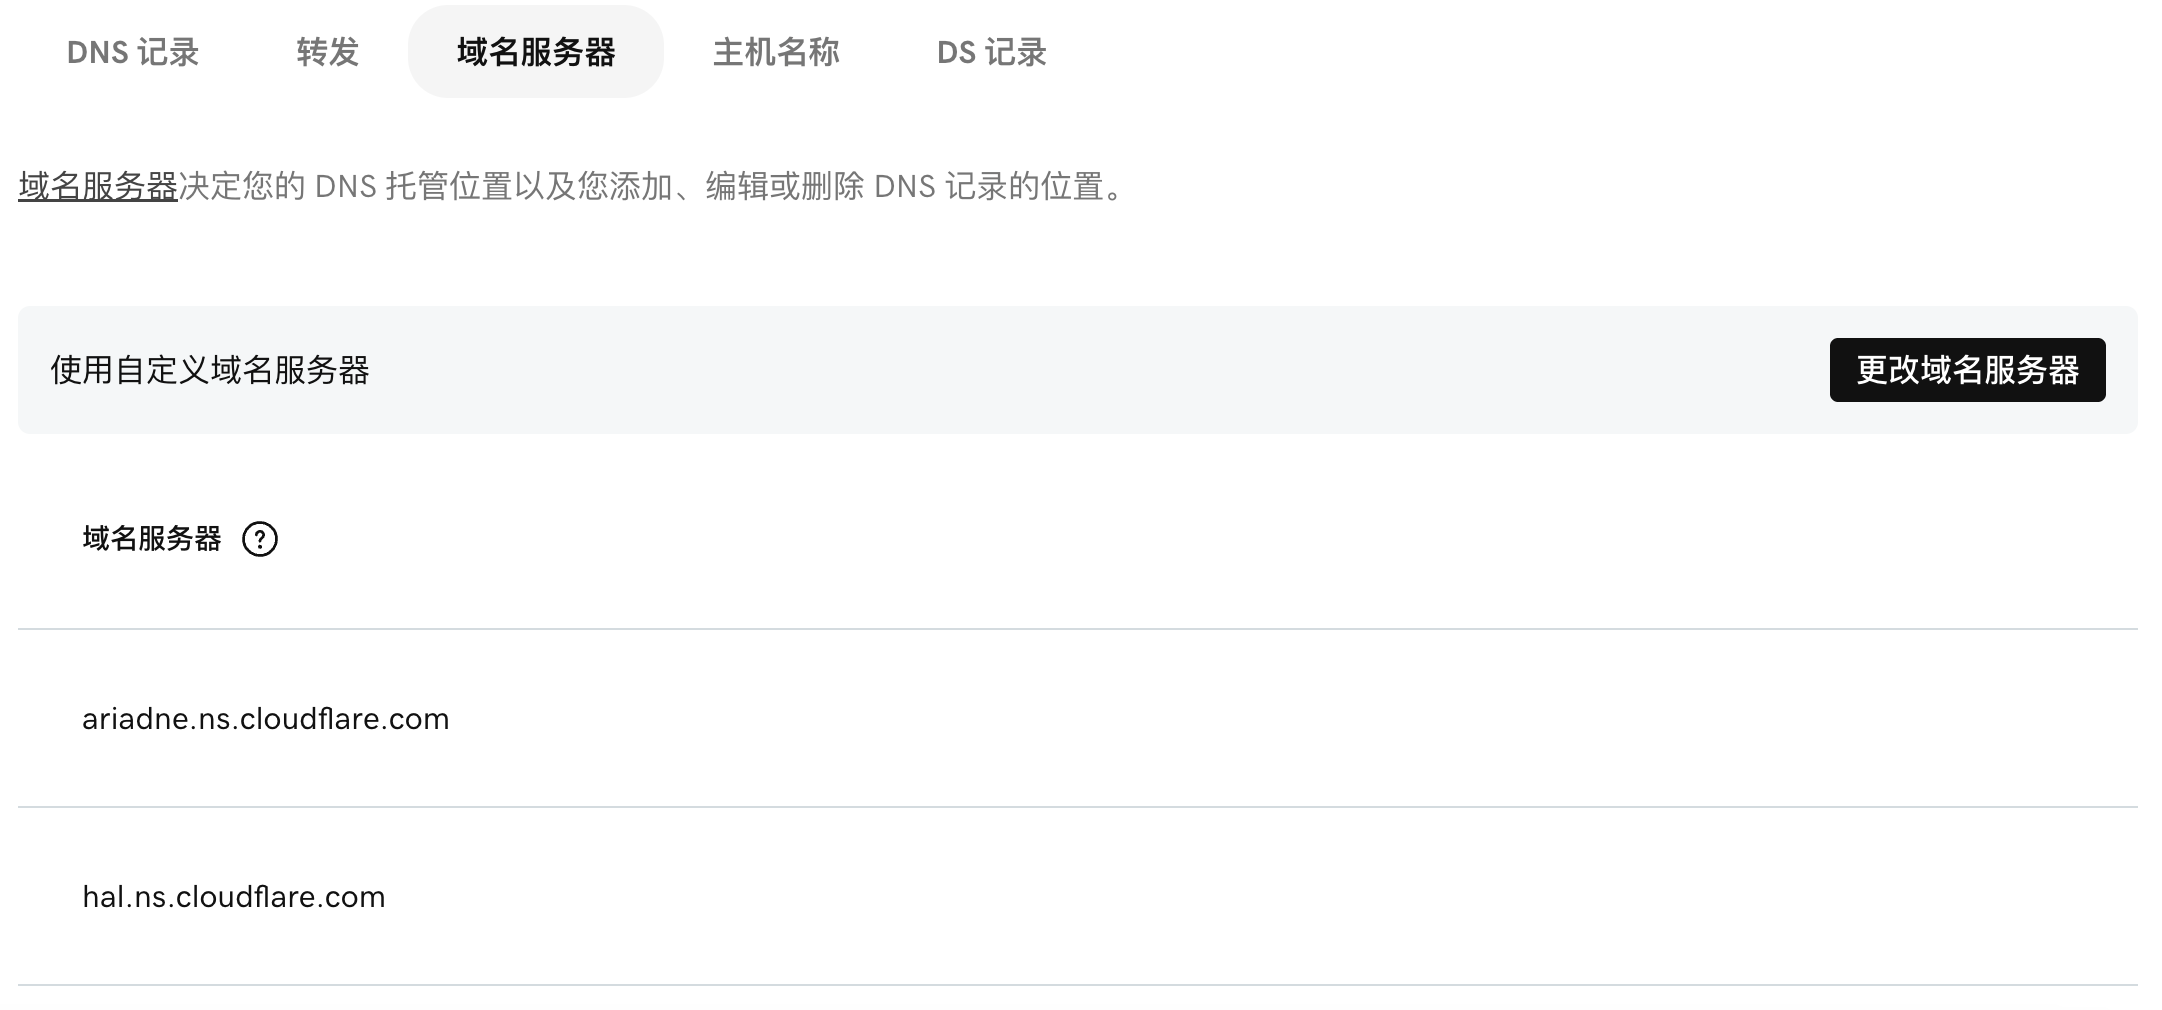 DNS 记录 转发 域名服务器 主机名称 DS 记录
域名服务器决定您的 DNS 托管位置以及您添加、编辑或删除 DNS 记录的位置。
使用自定义域名服务器 更改域名服务器
域名服务器 ?
ariadne.ns.cloudflare.com
hal.ns.cloudflare.com